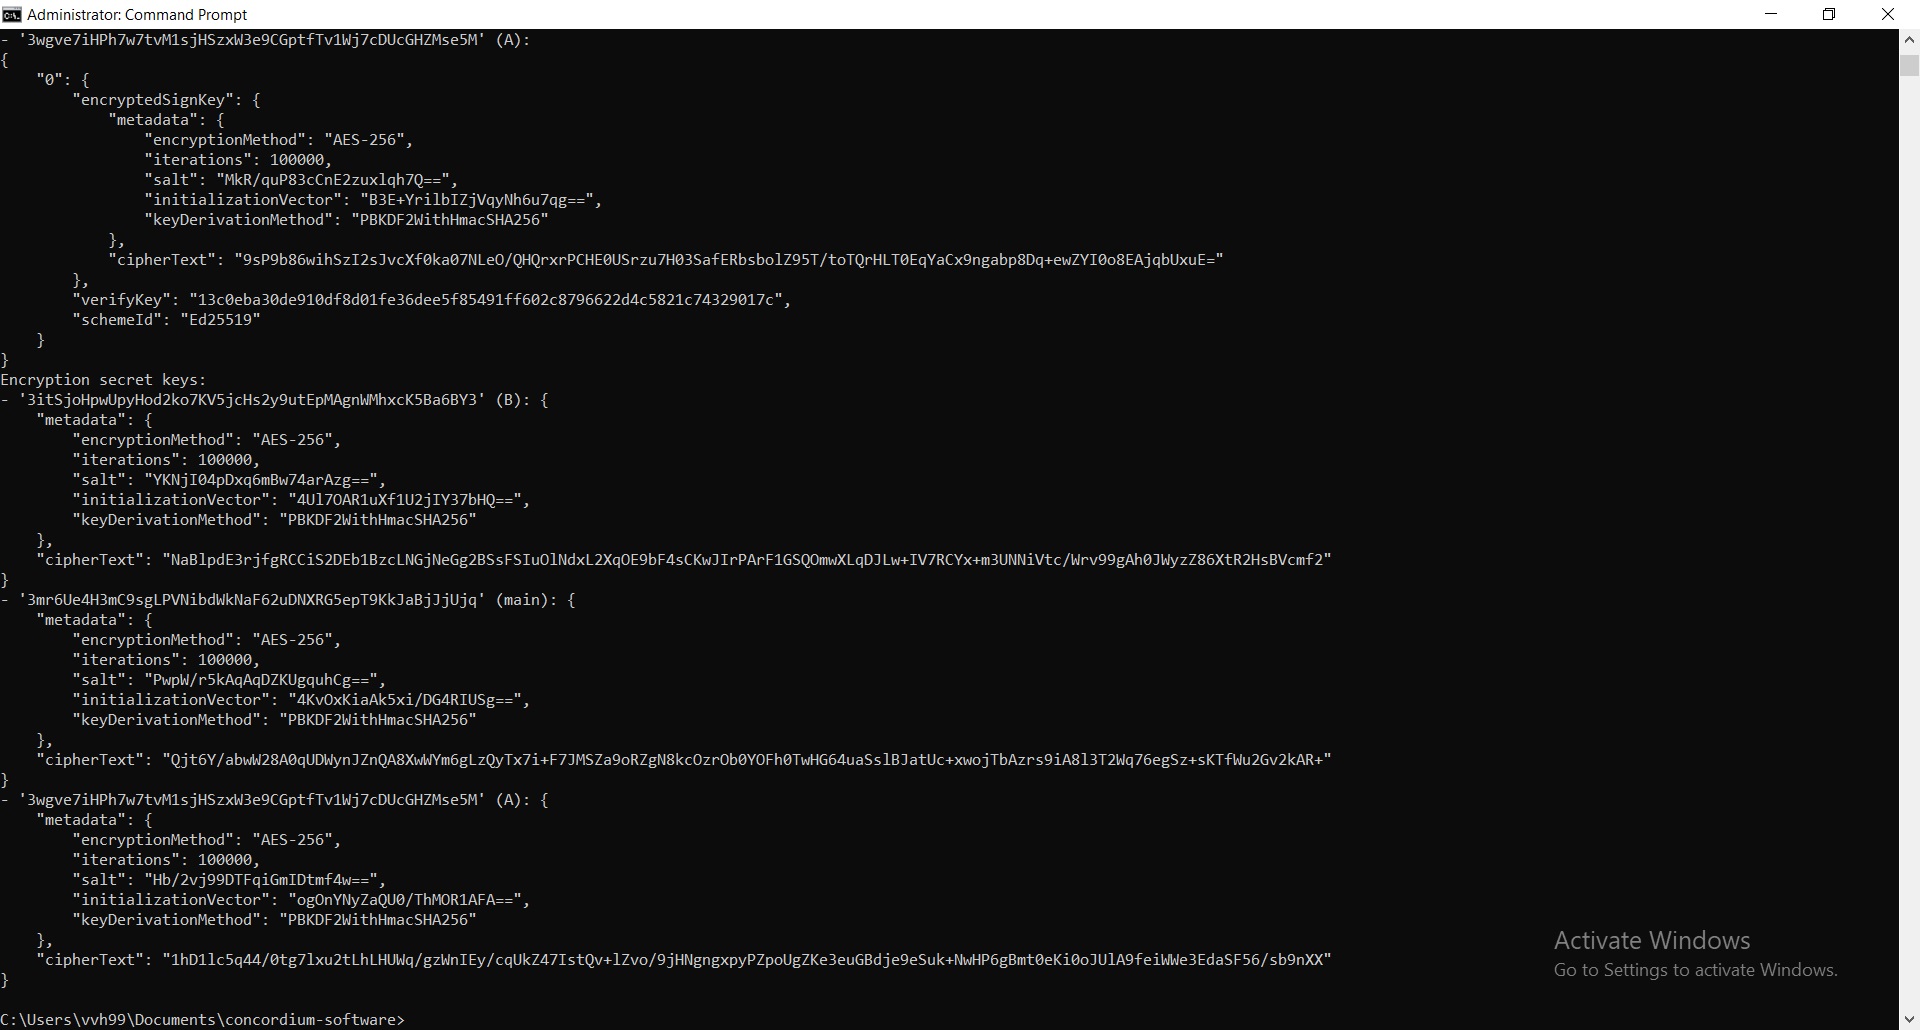 Administrator: Command Prompt
- '3wgve7iHPh7w7tvM1sjHSzxW3e9CGptfTv1Wj7cDUcGHZMse5M' (A):
{
    "0": {
        "encryptedSignKey": {
            "metadata": {
                "encryptionMethod": "AES-256",
                "iterations": 100000,
                "salt": "MkR/quP83cCnE2zuxlqh7Q==",
                "initializationVector": "B3E+YrilbIZjVqyNh6u7qg==",
                "keyDerivationMethod": "PBKDF2WithHmacSHA256"
            },
            "cipherText": "9sP9b86wihSzI2sJvcXf0ka07NLeO/QHQrxrPCHE0USrzu7H03SafERbsbolZ95T/toTQrHLT0EqYaCx9ngabp8Dq+ewZYI0o8EAjqbUxuE="
        },
        "verifyKey": "13c0eba30de910df8d01fe36dee5f85491ff602c8796622d4c5821c74329017c",
        "schemeId": "Ed25519"
    }
}
Encryption secret keys:
- '3itSjoHpwUpyHod2ko7KV5jcHs2y9utEpMAgnWMhxcK5Ba6BY3' (B): {
    "metadata": {
        "encryptionMethod": "AES-256",
        "iterations": 100000,
        "salt": "YKNjI04pDxq6mBw74arAzg==",
        "initializationVector": "4Ul7OAR1uXf1U2jIY37bHQ==",
        "keyDerivationMethod": "PBKDF2WithHmacSHA256"
    },
    "cipherText": "NaBlpdE3rjfgRCCiS2DEb1BzcLNGjNeGg2BSsFSIuOlNdxL2XqOE9bF4sCKwJIrPArF1GSQOmwXLqDJLw+IV7RCYx+m3UNNiVtc/Wrv99gAh0JWyzZ86XtR2HsBVcmf2"
}
- '3mr6Ue4H3mC9sgLPVNibdWkNaF62uDNXRG5epT9KkJaBjJjUjq' (main): {
    "metadata": {
        "encryptionMethod": "AES-256",
        "iterations": 100000,
        "salt": "PwpW/r5kAqAqDZKUgquhCg==",
        "initializationVector": "4KvOxKiaAk5xi/DG4RIUSg==",
        "keyDerivationMethod": "PBKDF2WithHmacSHA256"
    },
    "cipherText": "Qjt6Y/abwW28A0qUDWynJZnQA8XwWYm6gLzQyTx7i+F7JMSZa9oRZgN8kcOzrOb0YOFh0TwHG64uaSslBJatUc+xwojTbAzrs9iA8l3T2Wq76egSz+sKTfWu2Gv2kAR+"
}
- '3wgve7iHPh7w7tvM1sjHSzxW3e9CGptfTv1Wj7cDUcGHZMse5M' (A): {
    "metadata": {
        "encryptionMethod": "AES-256",
        "iterations": 100000,
        "salt": "Hb/2vj99DTFqiGmIDtmf4w==",
        "initializationVector": "ogOnYNyZaQU0/ThMOR1AFA==",
        "keyDerivationMethod": "PBKDF2WithHmacSHA256"
    },
    "cipherText": "1hD1lc5q44/0tg7lxu2tLhLHUWq/gzWnIEy/cqUkZ47IstQv+lZvo/9jHNgngxpyPZpoUgZKe3euGBdje9eSuk+NwHP6gBmt0eKi0oJUlA9feiWWe3EdaSF56/sb9nXX"
}
Activate Windows
Go to Settings to activate Windows.
C:\Users\vvh99\Documents\concordium-software>